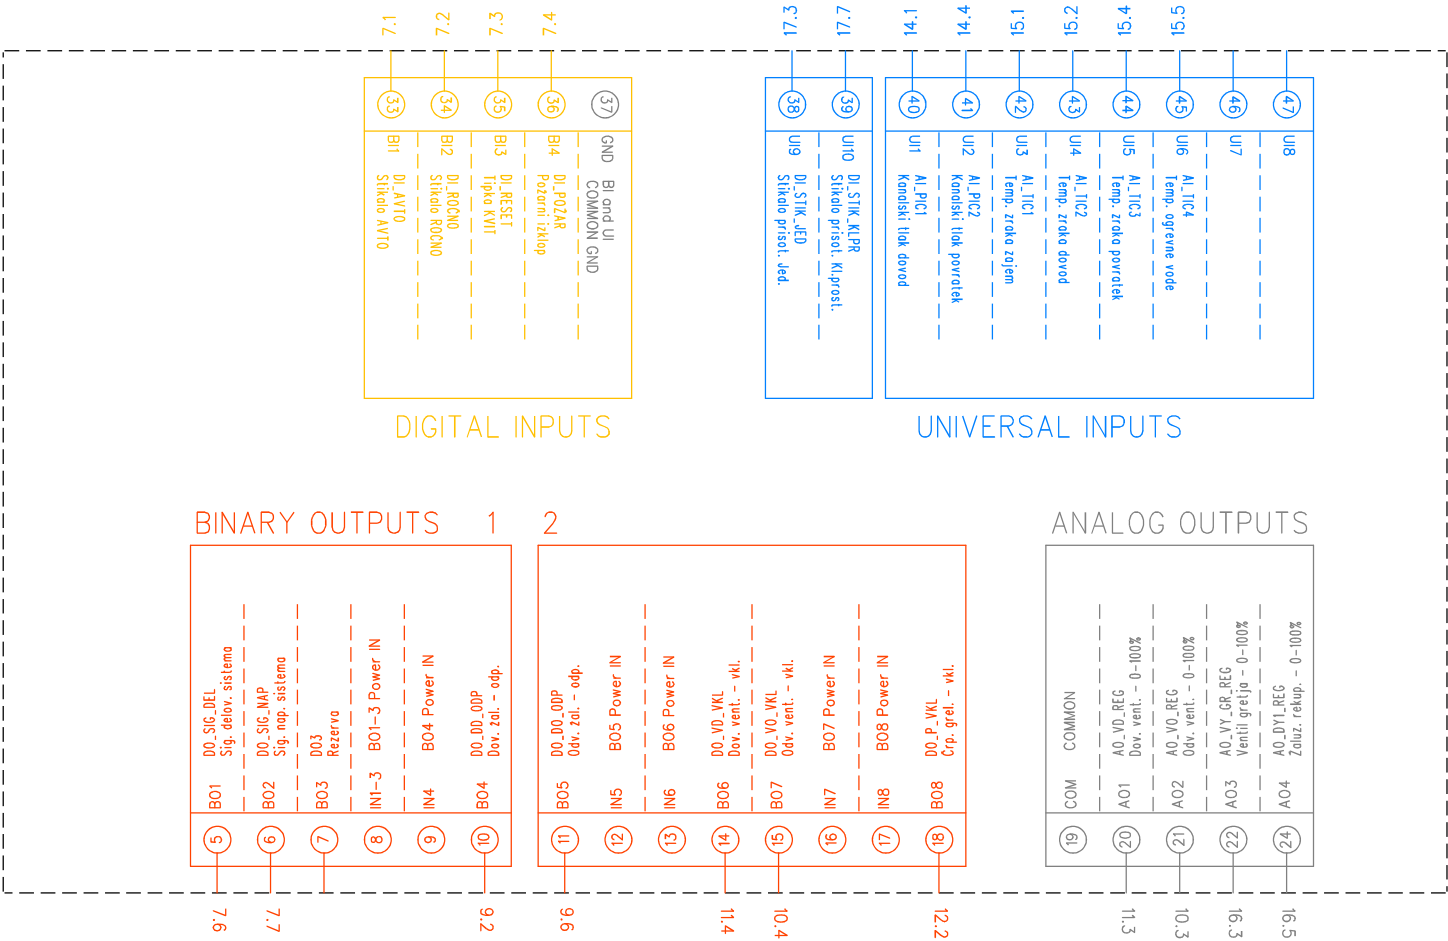 7.1
7.2
7.3
7.4
17.3
17.7
14.1
14.4
15.1
15.2
15.4
15.5
33
BI1
DI_AVTO
Stikalo AVTO
34
BI2
DI_ROCNO
Stikalo ROCNO
35
BI3
DI_RESET
Tipka KVIT
36
BI4
DI_POZAR
Pozarni izklop
37
GND
BI and UI
COMMON GND
DIGITAL INPUTS
38
UI9
DI_STIK_JED
Stikalo prisot. Jed.
39
UI10
DI_STIK_KLPR
Stikalo prisot. Kl.prost.
40
UI1
AI_PIC1
Kanalski tlak dovod
41
UI2
AI_PIC2
Kanalski tlak povratek
42
UI3
AI_TIC1
Temp. zraka zajem
43
UI4
AI_TIC2
Temp. zraka dovod
44
UI5
AI_TIC3
Temp. zraka povratek
45
UI6
AI_TIC4
Temp. ogrevne vode
46
UI7
47
UI8
UNIVERSAL INPUTS
BINARY OUTPUTS 1 2
DO_SIG_DEL
Sig. delov. sistema
BO1
5
7.6
DO_SIG_NAP
Sig. nap. sistema
BO2
6
7.7
DO3
Rezerva
BO3
7
BO1-3 Power IN
IN1-3
8
BO4 Power IN
IN4
9
DO_DD_ODP
Dov. zal. - odp.
BO4
10
9.2
DO_DO_ODP
Odv. zal. - odp.
BO5
11
9.6
BO5 Power IN
IN5
12
BO6 Power IN
IN6
13
DO_VD_VKL
Dov. vent. - vkl.
BO6
14
11.4
DO_VO_VKL
Odv. vent. - vkl.
BO7
15
10.4
BO7 Power IN
IN7
16
BO8 Power IN
IN8
17
DO_P_VKL
Crp. grel. - vkl.
BO8
18
12.2
ANALOG OUTPUTS
COMMON
COM
19
AO_VD_REG
Dov. vent. - 0-100%
AO1
20
11.3
AO_VO_REG
Odv. vent. - 0-100%
AO2
21
10.3
AO_VY_GR_REG
Ventil gretja - 0-100%
AO3
22
16.3
AO_DY1_REG
Zaluz. rekup. - 0-100%
AO4
24
16.5